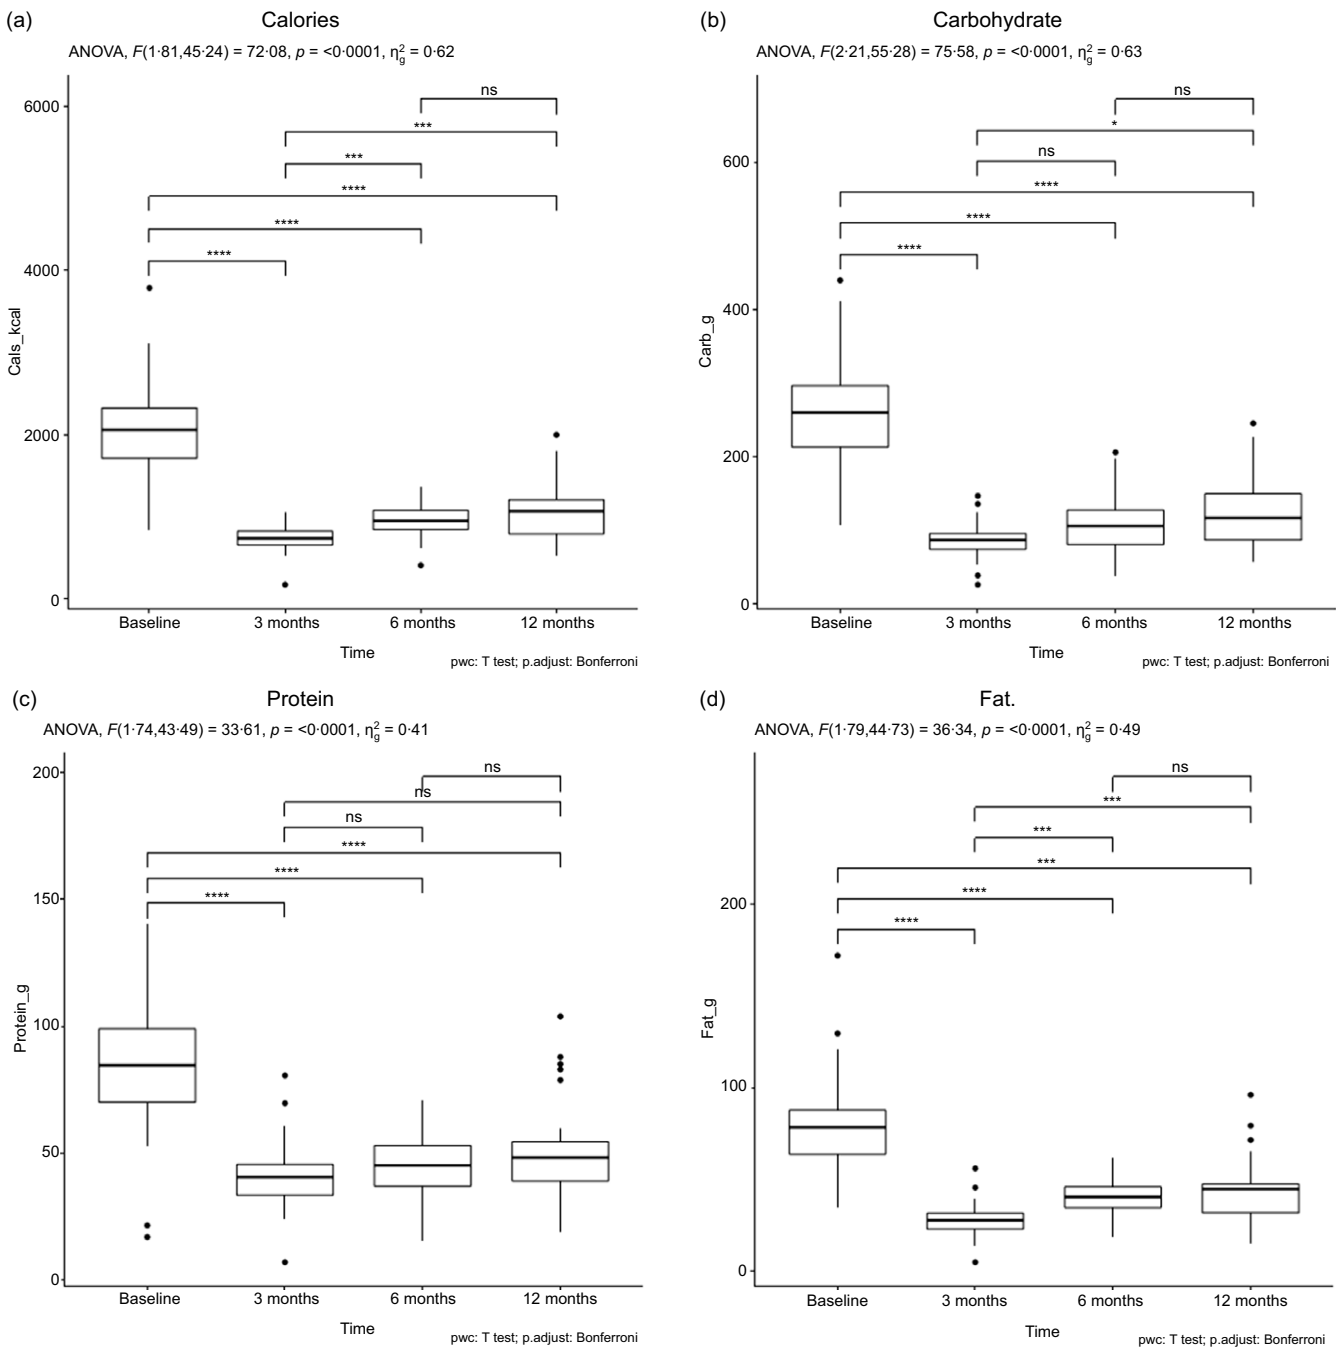 (a) Calories
ANOVA, F(1·81,45·24) = 72·08, p = <0·0001, η²g = 0·62
ns
***
***
****
****
****
6000
4000
2000
0
Cals_kcal
Baseline 3 months 6 months 12 months
Time
pwc: T test; p.adjust: Bonferroni
(b) Carbohydrate
ANOVA, F(2·21,55·28) = 75·58, p = <0·0001, η²g = 0·63
ns
*
ns
****
****
****
600
400
200
0
Carb_g
Baseline 3 months 6 months 12 months
Time
pwc: T test; p.adjust: Bonferroni
(c) Protein
ANOVA, F(1·74,43·49) = 33·61, p = <0·0001, η²g = 0·41
ns
ns
ns
****
****
****
200
150
100
50
0
Protein_g
Baseline 3 months 6 months 12 months
Time
pwc: T test; p.adjust: Bonferroni
(d) Fat.
ANOVA, F(1·79,44·73) = 36·34, p = <0·0001, η²g = 0·49
ns
***
***
***
****
****
200
100
0
Fat_g
Baseline 3 months 6 months 12 months
Time
pwc: T test; p.adjust: Bonferroni